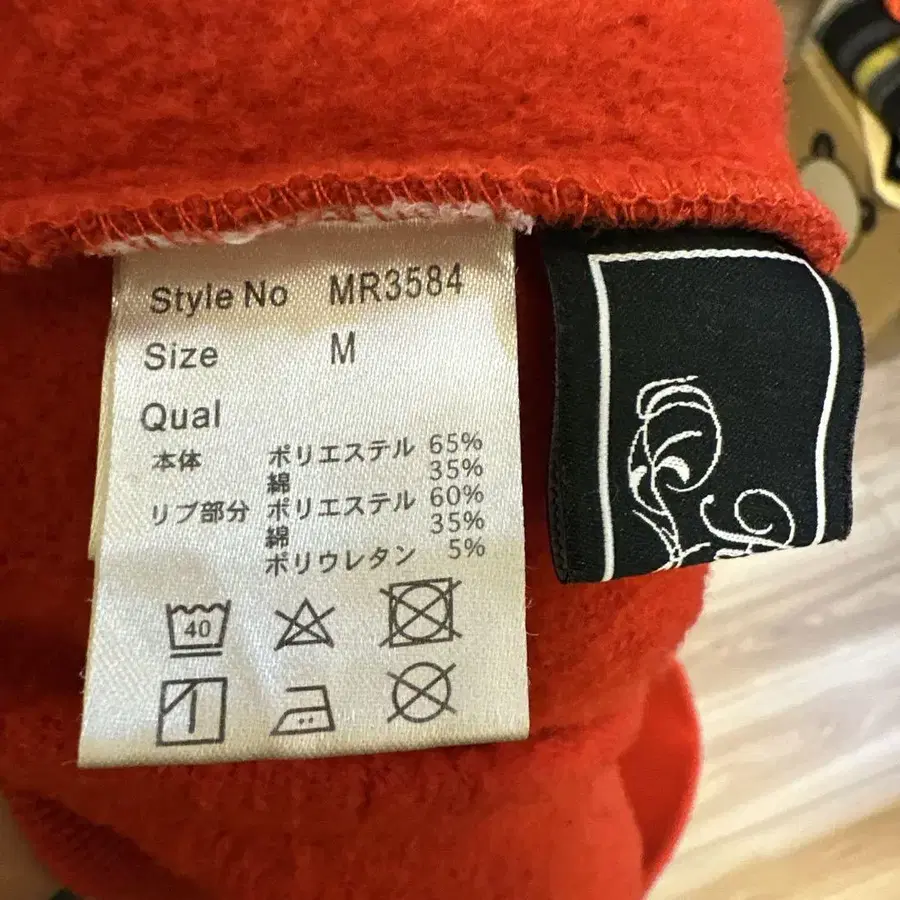 Style No MR3584
Size M
Qual
本体 ポリエステル 65%
綿 35%
リブ部分 ポリエステル 60%
綿 35%
ポリウレタン 5%
40